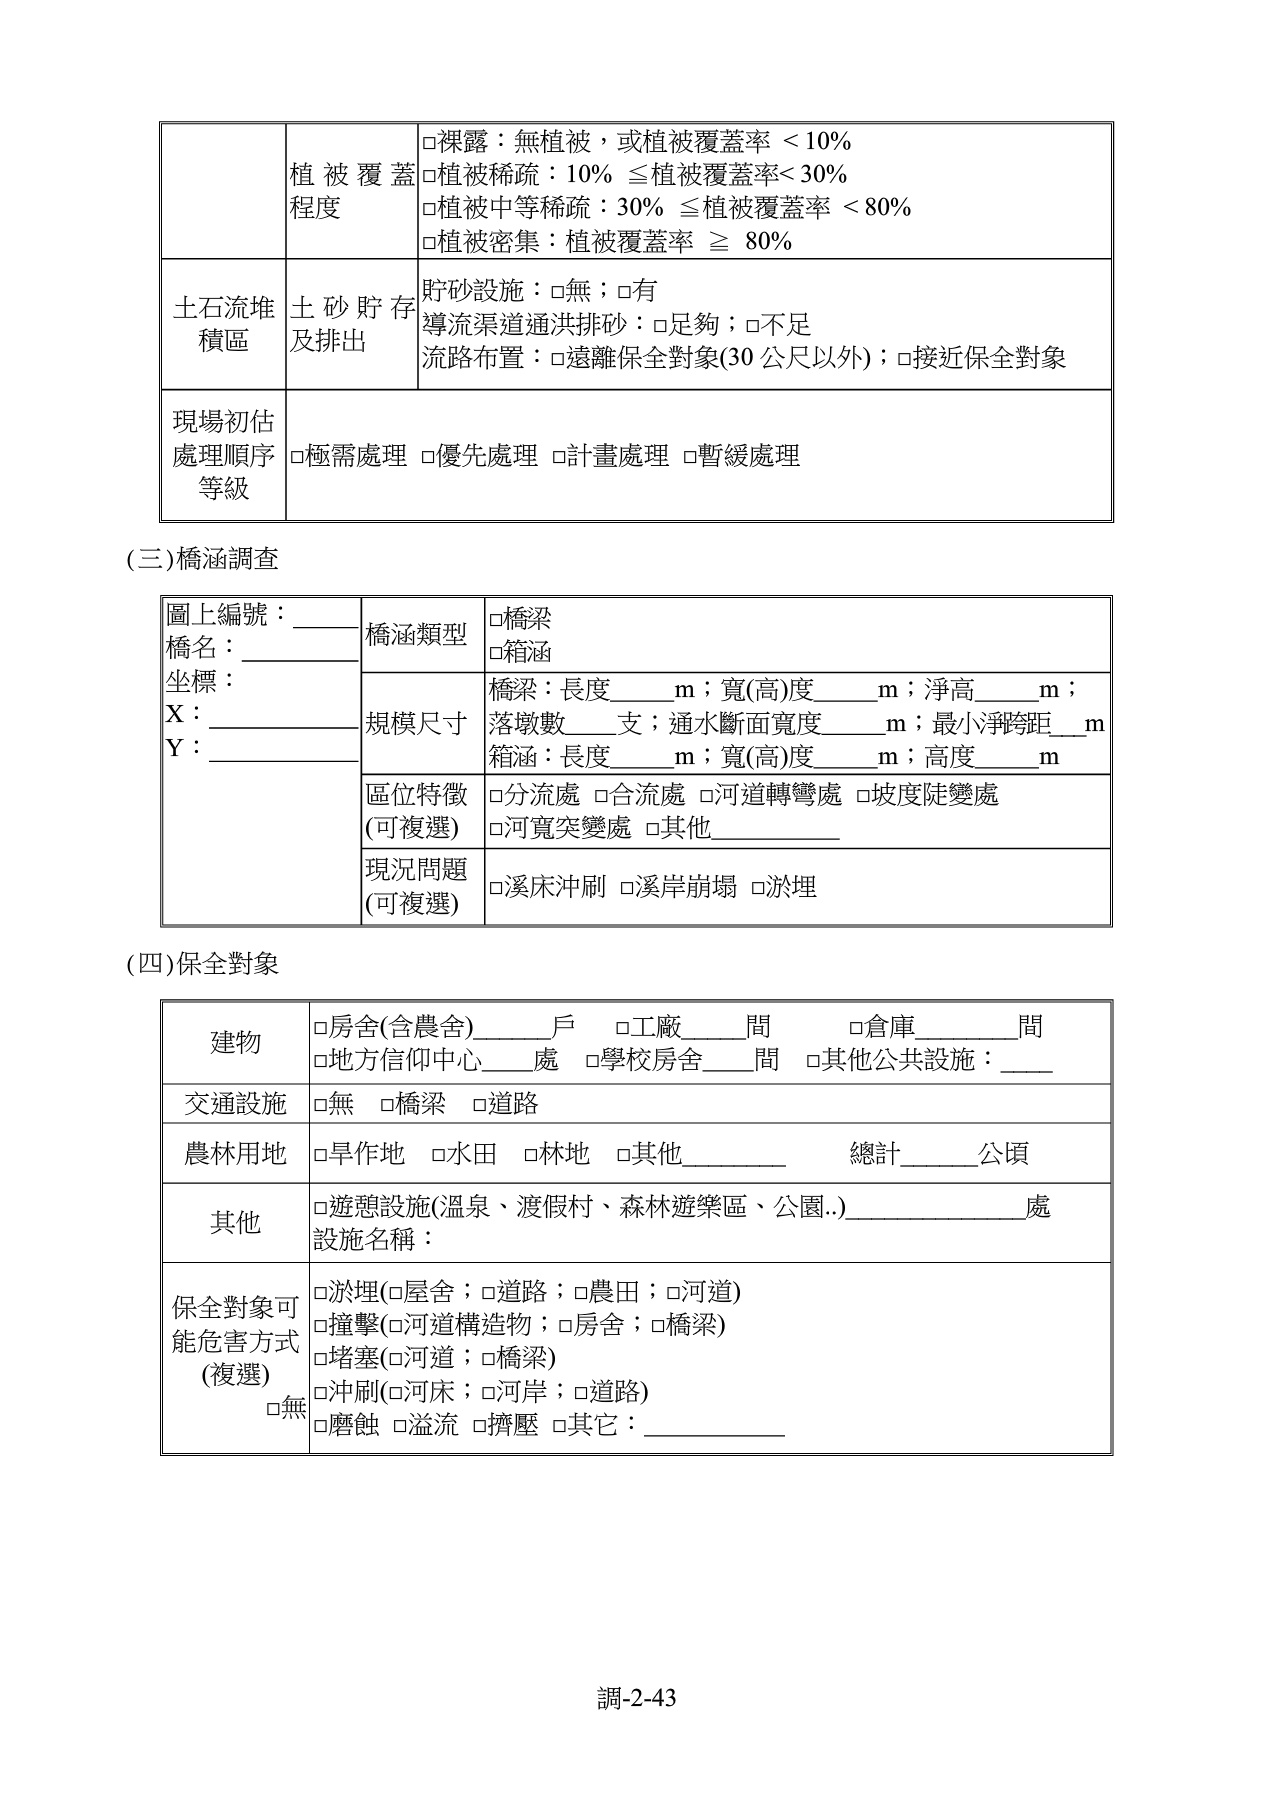 植被覆蓋
程度
□裸露：無植被，或植被覆蓋率 ＜10%
□植被稀疏：10% ≦植被覆蓋率< 30%
□植被中等稀疏：30% ≦植被覆蓋率 ＜80%
□植被密集：植被覆蓋率 ≧ 80%
土石流堆
積區
土砂貯存
及排出
貯砂設施：□無；□有
導流渠道通洪排砂：□足夠；□不足
流路布置：□遠離保全對象(30 公尺以外)；□接近保全對象
現場初估
處理順序
等級
□極需處理 □優先處理 □計畫處理 □暫緩處理
(三)橋涵調查
圖上編號：_____
橋名：_________
坐標：
X：____________
Y：____________
橋涵類型
□橋梁
□箱涵
規模尺寸
橋梁：長度_____m；寬(高)度_____m；淨高_____m；
落墩數____支；通水斷面寬度_____m；最小淨跨距___m
箱涵：長度_____m；寬(高)度_____m；高度_____m
區位特徵
(可複選)
□分流處 □合流處 □河道轉彎處 □坡度陡變處
□河寬突變處 □其他__________
現況問題
(可複選)
□溪床沖刷 □溪岸崩塌 □淤埋
(四)保全對象
建物
□房舍(含農舍)______戶 □工廠_____間 □倉庫________間
□地方信仰中心____處 □學校房舍____間 □其他公共設施：____
交通設施
□無 □橋梁 □道路
農林用地
□旱作地 □水田 □林地 □其他________ 總計______公頃
其他
□遊憩設施(溫泉、渡假村、森林遊樂區、公園..)______________處
設施名稱：
保全對象可
能危害方式
(複選)
□無
□淤埋(□屋舍；□道路；□農田；□河道)
□撞擊(□河道構造物；□房舍；□橋梁)
□堵塞(□河道；□橋梁)
□沖刷(□河床；□河岸；□道路)
□磨蝕 □溢流 □擠壓 □其它：___________
調-2-43